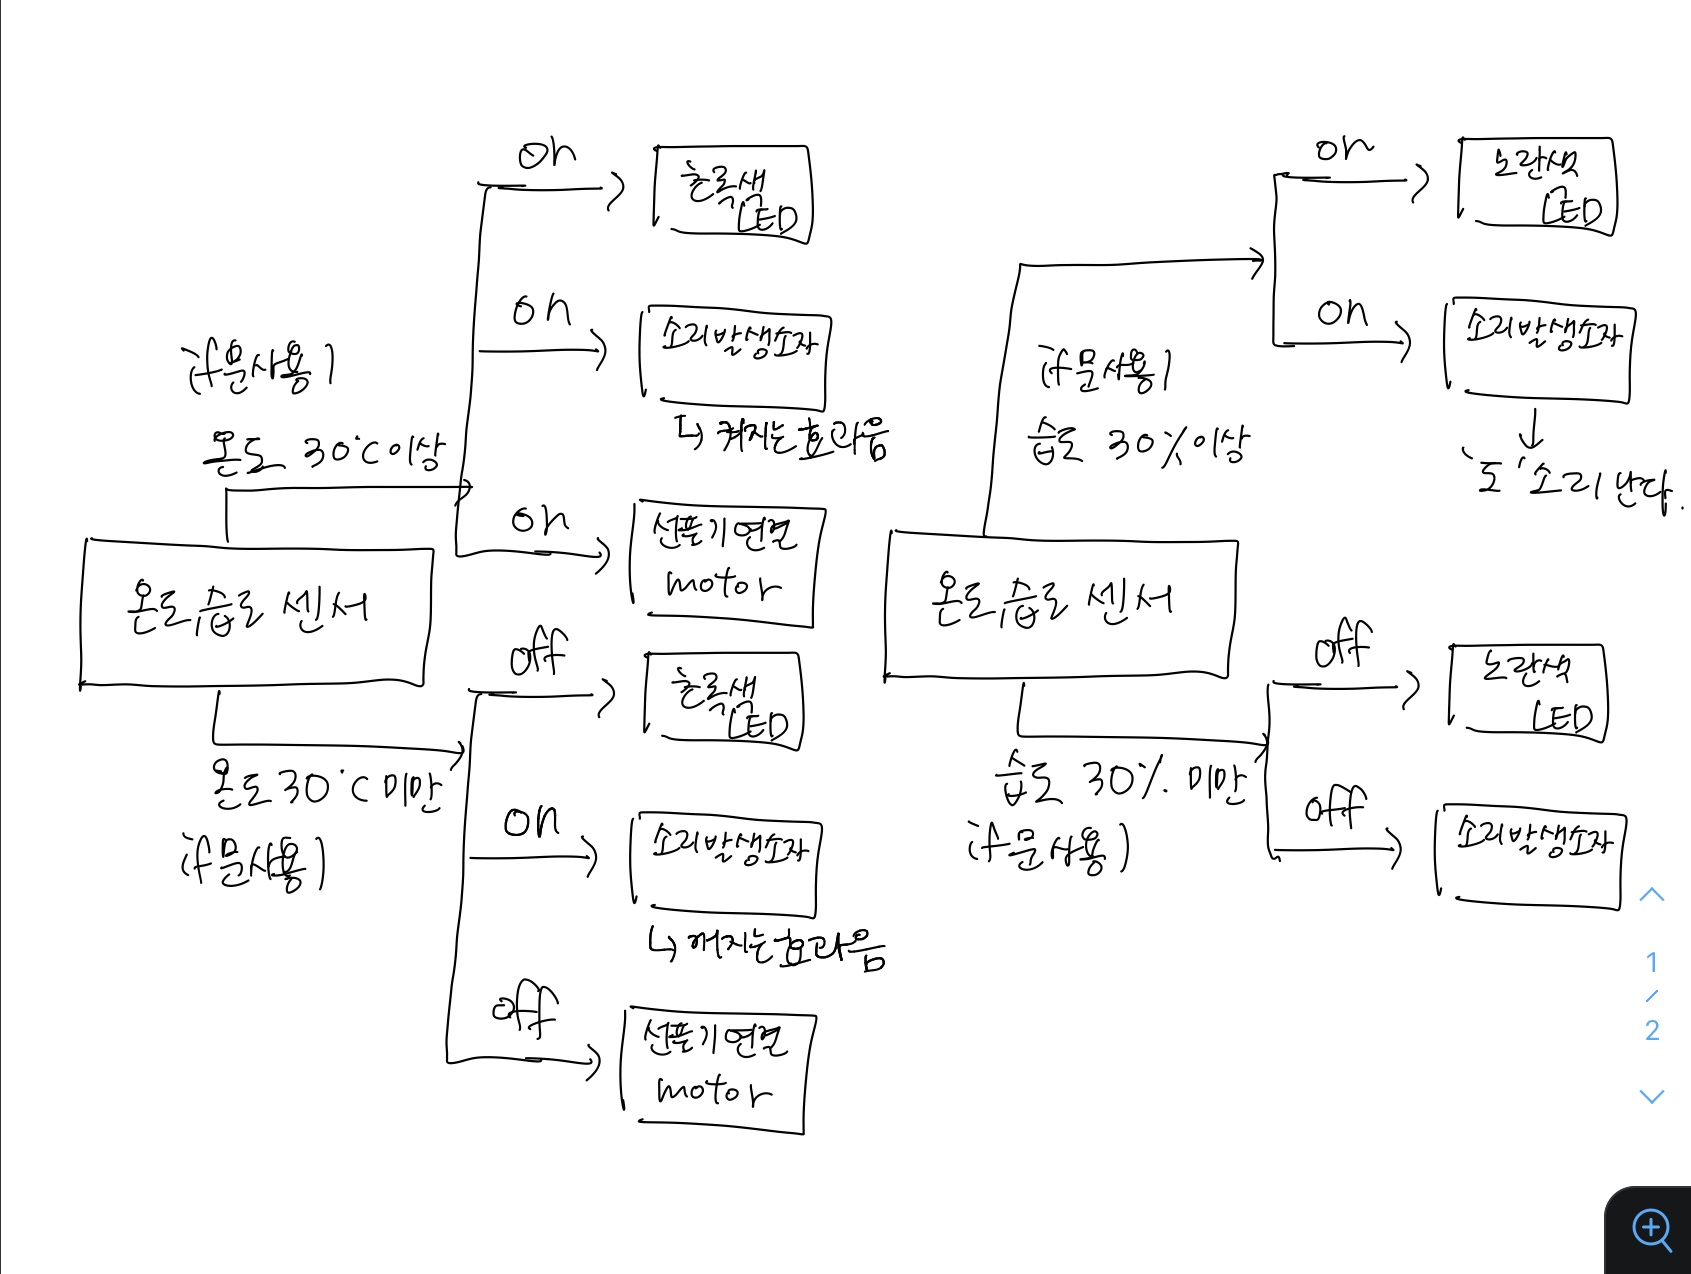 if문사용)
온도 30℃이상
온도,습도 센서
온도 30℃ 미만
if문사용)
on
초록색
LED
on
소리발생소자
↳ 켜지는효과음
on
선풍기연결
motor
off
초록색
LED
on
소리발생소자
↳ 꺼지는효과음
off
선풍기연결
motor
if문사용)
습도 30%이상
온도,습도 센서
습도 30% 미만
if문사용)
on
노란색
LED
on
소리발생소자
'도'소리 난다.
off
노란색
LED
off
소리발생소자
1
/
2